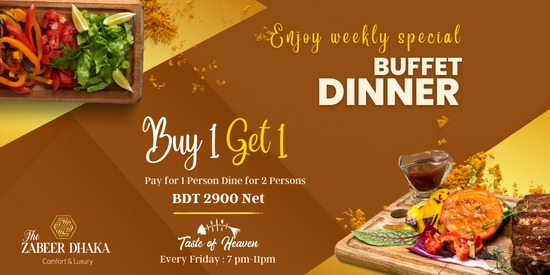 Enjoy weekly special
BUFFET
DINNER
Buy 1 Get 1
Pay for 1 Person Dine for 2 Persons
BDT 2900 Net
Taste of Heaven
Every Friday : 7 pm-11pm
The
ZABEER DHAKA
Comfort & Luxury